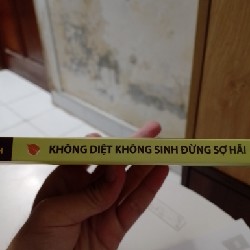 KHÔNG DIỆT KHÔNG SINH ĐỪNG SỢ HÃI